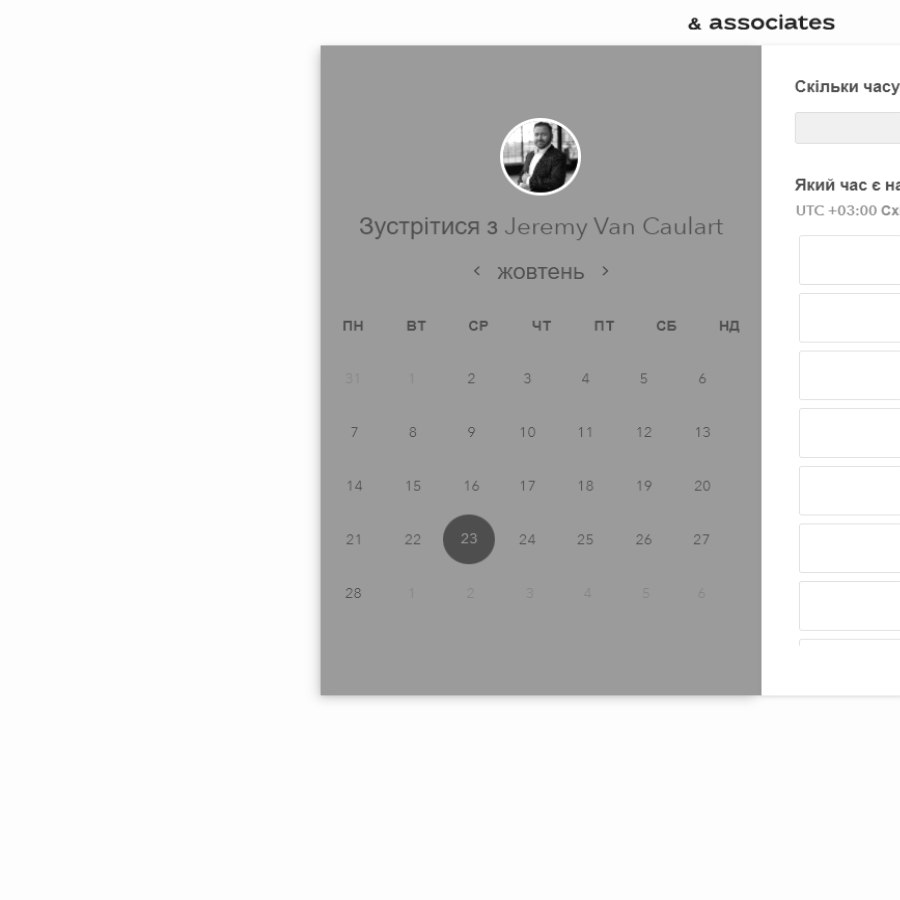 & associates
Зустрітися з Jeremy Van Caulart
жовтень
ПН ВТ СР ЧТ ПТ СБ НД
31 1 2 3 4 5 6
7 8 9 10 11 12 13
14 15 16 17 18 19 20
21 22 23 24 25 26 27
28 1 2 3 4 5 6
Скільки часу
Який час є
UTC +03:00